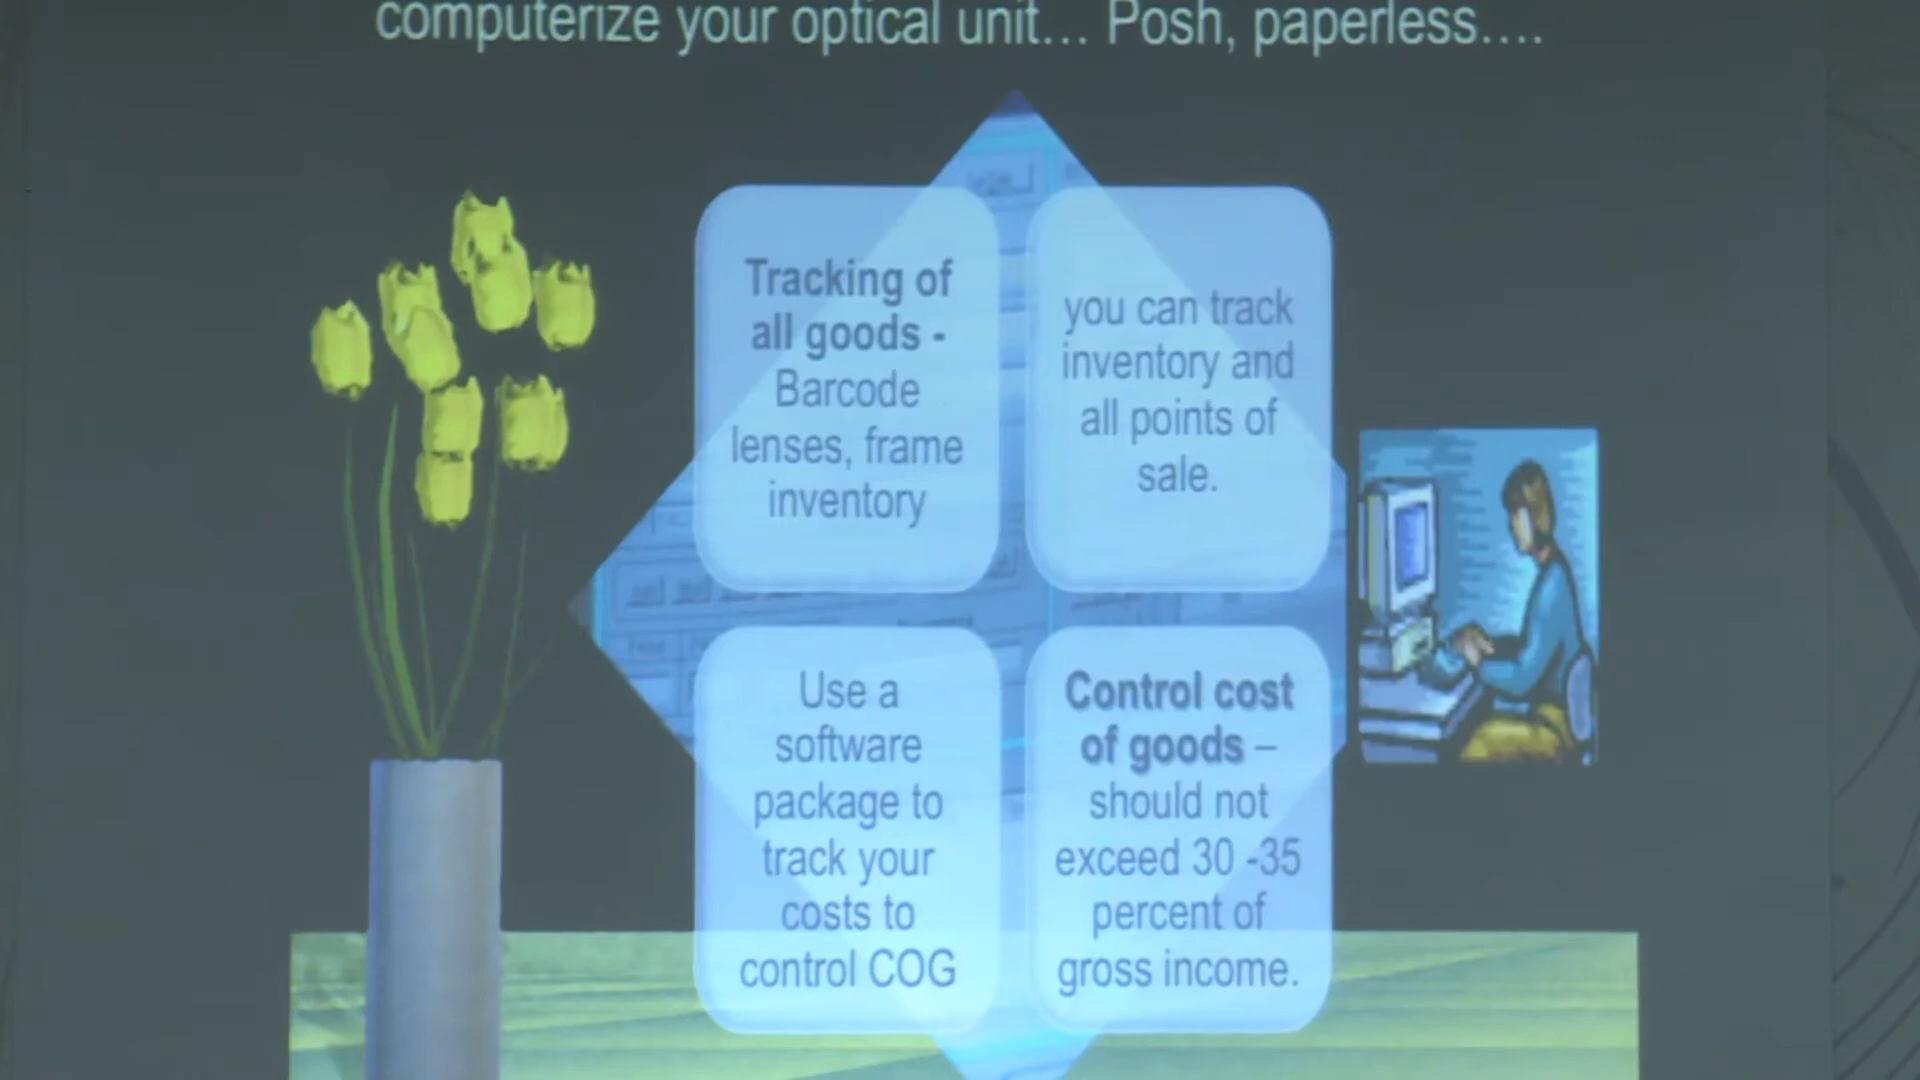 computerize your optical unit... Posh, paperless....
Tracking of
all goods -
Barcode
lenses, frame
inventory
you can track
inventory and
all points of
sale.
Use a
software
package to
track your
costs to
control COG
Control cost
of goods –
should not
exceed 30 -35
percent of
gross income.